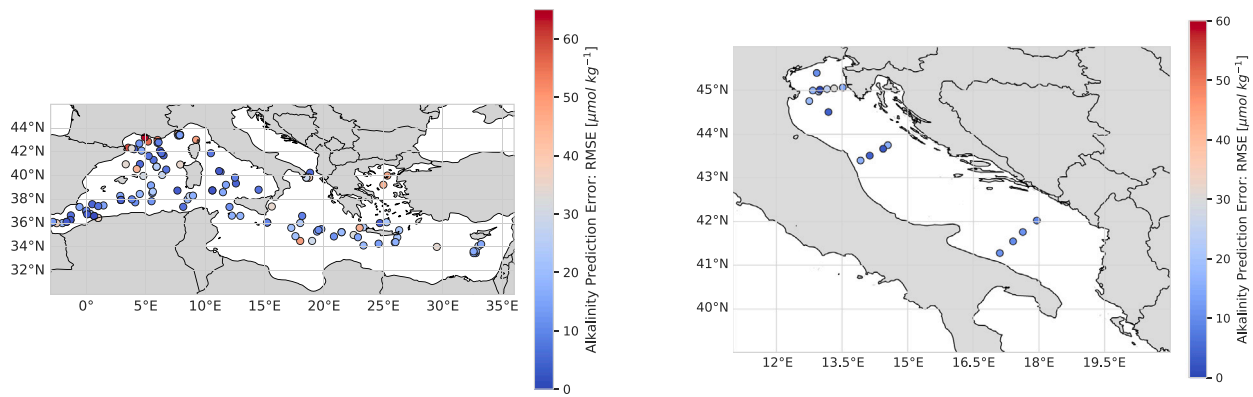 44°N
42°N
40°N
38°N
36°N
34°N
32°N
0°
5°E
10°E
15°E
20°E
25°E
30°E
35°E
60
50
40
30
20
10
0
Alkalinity Prediction Error: RMSE [μmol kg⁻¹]
45°N
44°N
43°N
42°N
41°N
40°N
12°E
13.5°E
15°E
16.5°E
18°E
19.5°E
60
50
40
30
20
10
0
Alkalinity Prediction Error: RMSE [μmol kg⁻¹]